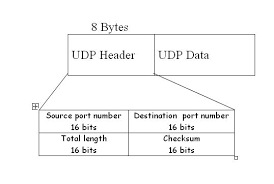 8 Bytes
UDP Header UDP Data
Source port number Destination port number
16 bits 16 bits
Total length Checksum
16 bits 16 bits